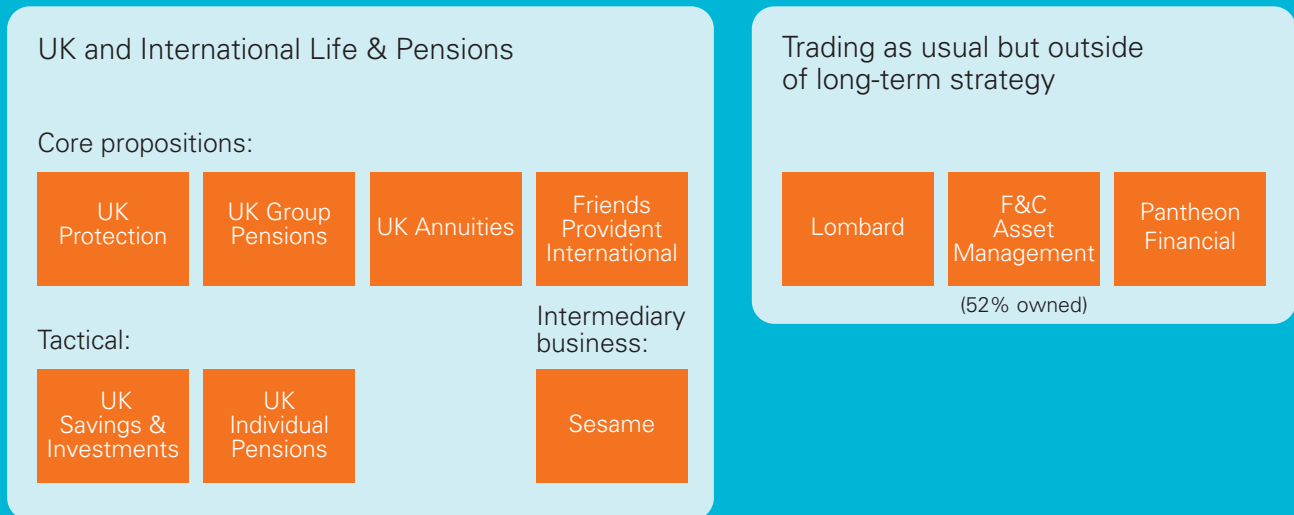 UK and International Life & Pensions
Core propositions:
UK
Protection
UK Group
Pensions
UK Annuities
Friends
Provident
International
Tactical:
UK
Savings &
Investments
UK
Individual
Pensions
Intermediary
business:
Sesame
Trading as usual but outside
of long-term strategy
Lombard
F&C
Asset
Management
(52% owned)
Pantheon
Financial